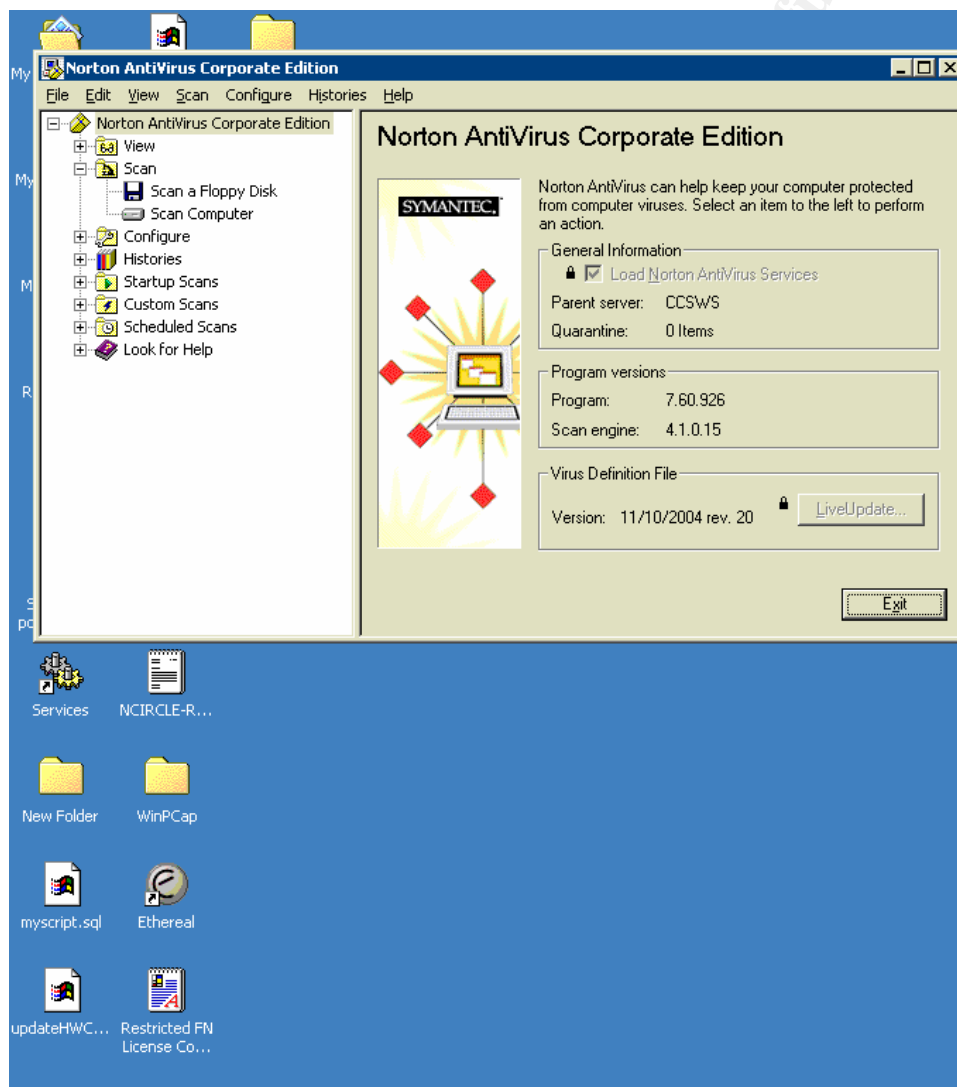 Norton AntiVirus Corporate Edition
File Edit View Scan Configure Histories Help
Norton AntiVirus Corporate Edition
View
Scan
Scan a Floppy Disk
Scan Computer
Configure
Histories
Startup Scans
Custom Scans
Scheduled Scans
Look for Help
Norton AntiVirus Corporate Edition
SYMANTEC.
Norton AntiVirus can help keep your computer protected
from computer viruses. Select an item to the left to perform
an action.
General Information
Load Norton AntiVirus Services
Parent server: CCSWS
Quarantine: 0 Items
Program versions
Program: 7.60.926
Scan engine: 4.1.0.15
Virus Definition File
Version: 11/10/2004 rev. 20
LiveUpdate...
Exit
My
My
M
R
Services
NCIRCLE-R...
New Folder
WinPCap
myscript.sql
Ethereal
updateHWC...
Restricted FN
License Co...